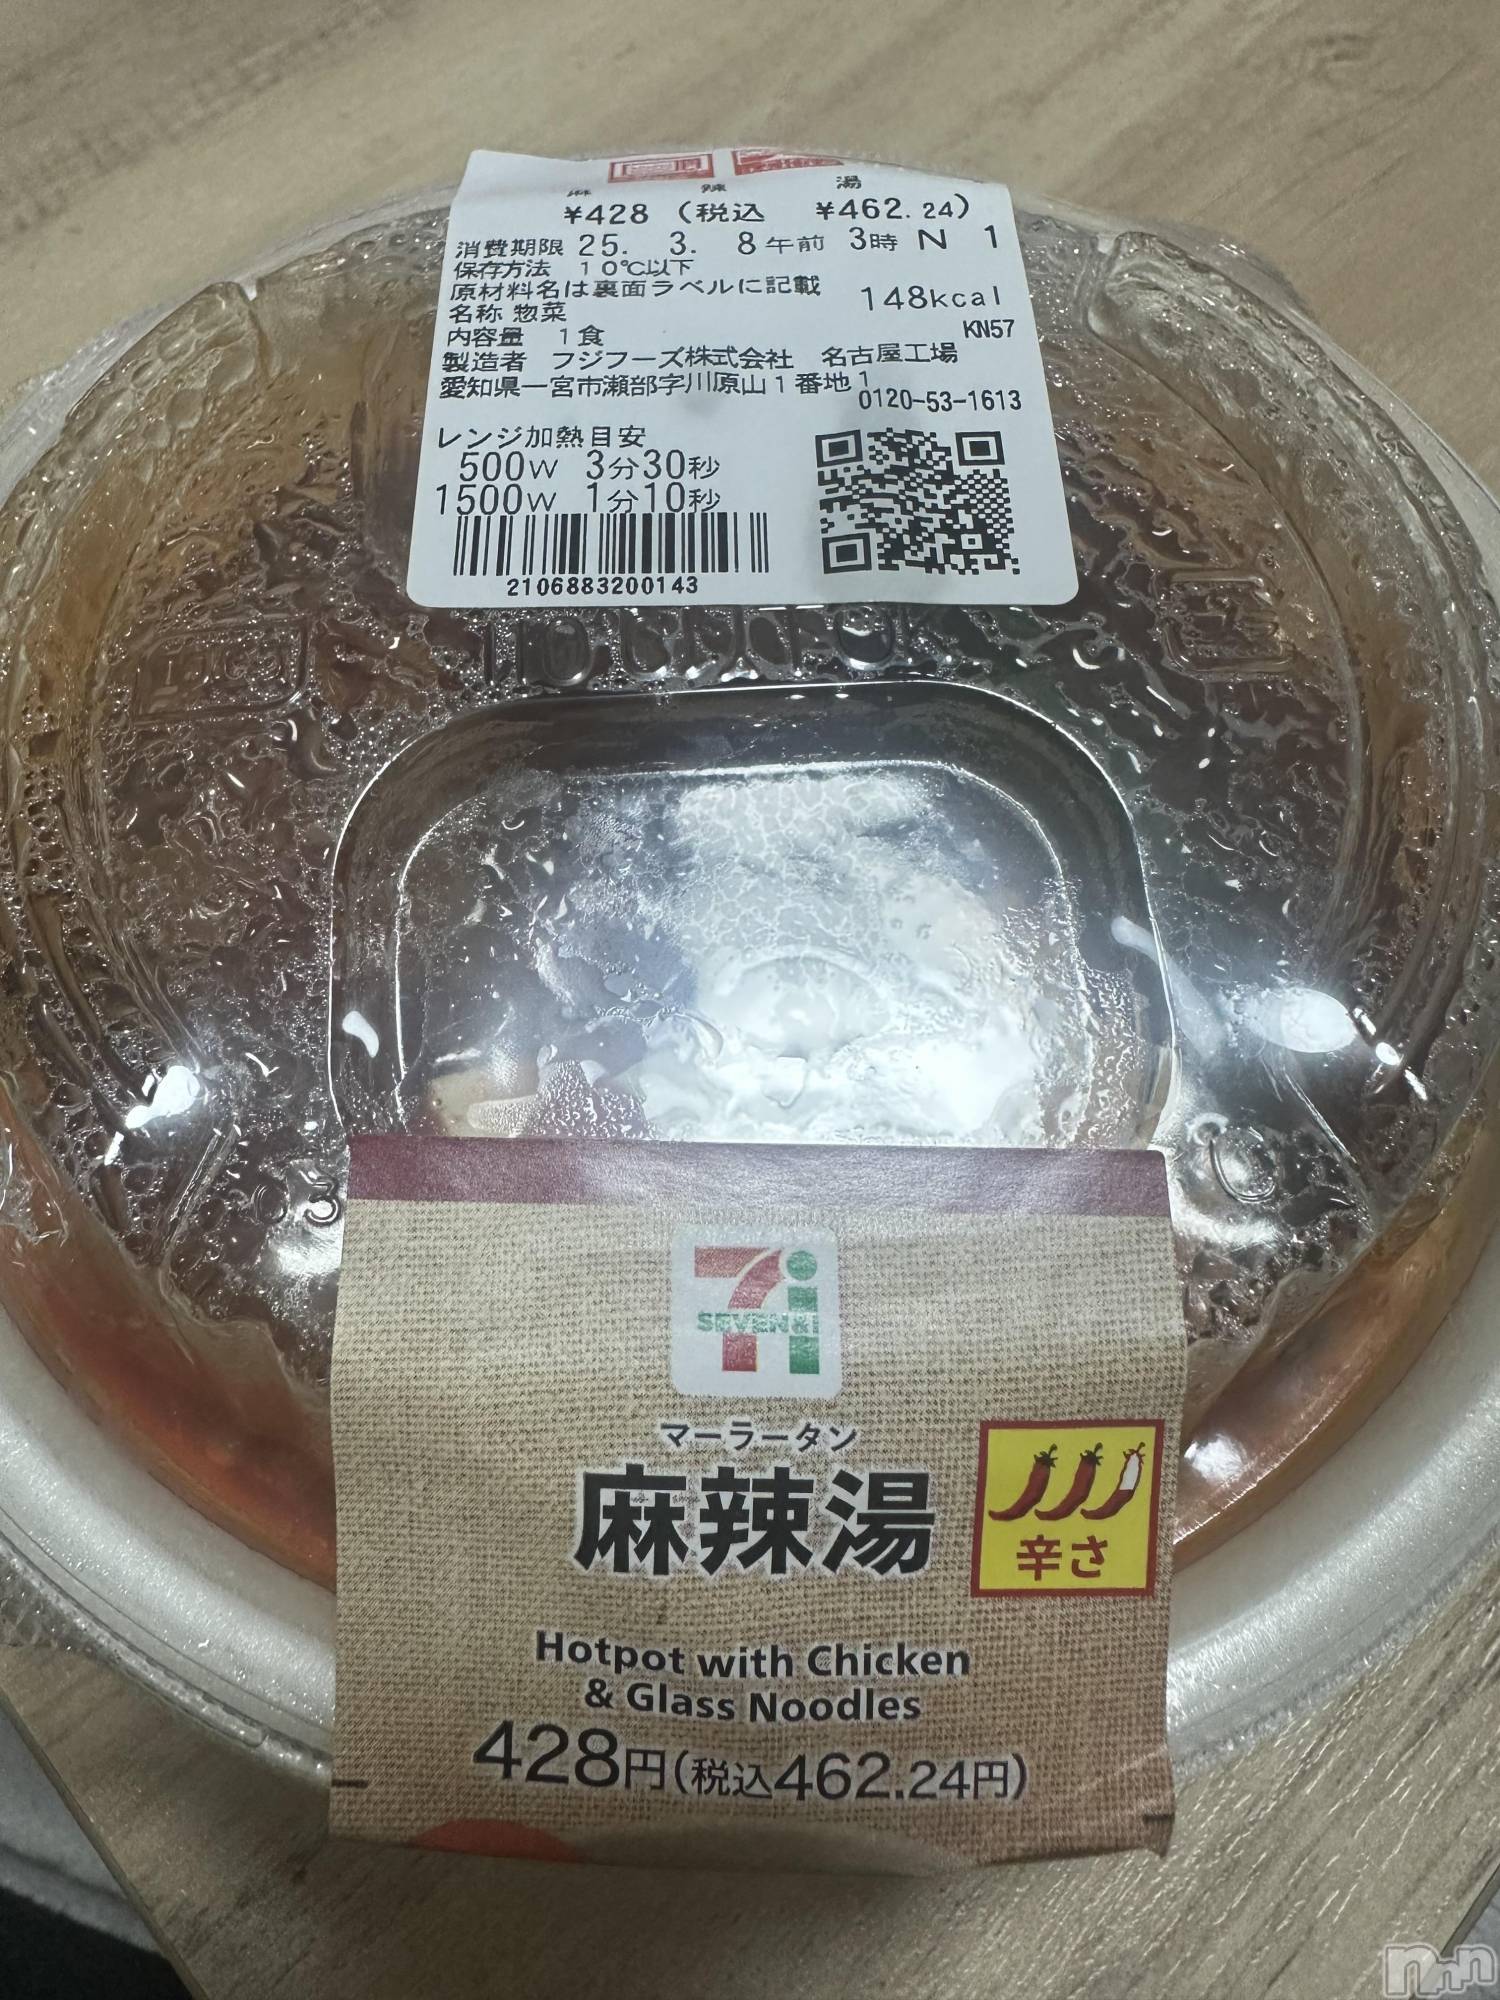 麻 辣 湯
¥428 (税込 ¥462.24)
消費期限 25. 3. 8午前 3時 N 1
保存方法 10℃以下
原材料名は裏面ラベルに記載 148kcal
名称 惣菜
内容量 1食 KN57
製造者 フジフーズ株式会社 名古屋工場
愛知県一宮市瀬部字川原山1番地1
0120-53-1613
レンジ加熱目安
500W 3分30秒
1500W 1分10秒
2106883200143
7i
SEVEN&i
マーラータン
麻辣湯
辛さ
Hotpot with Chicken
& Glass Noodles
428円(税込462.24円)
nnn